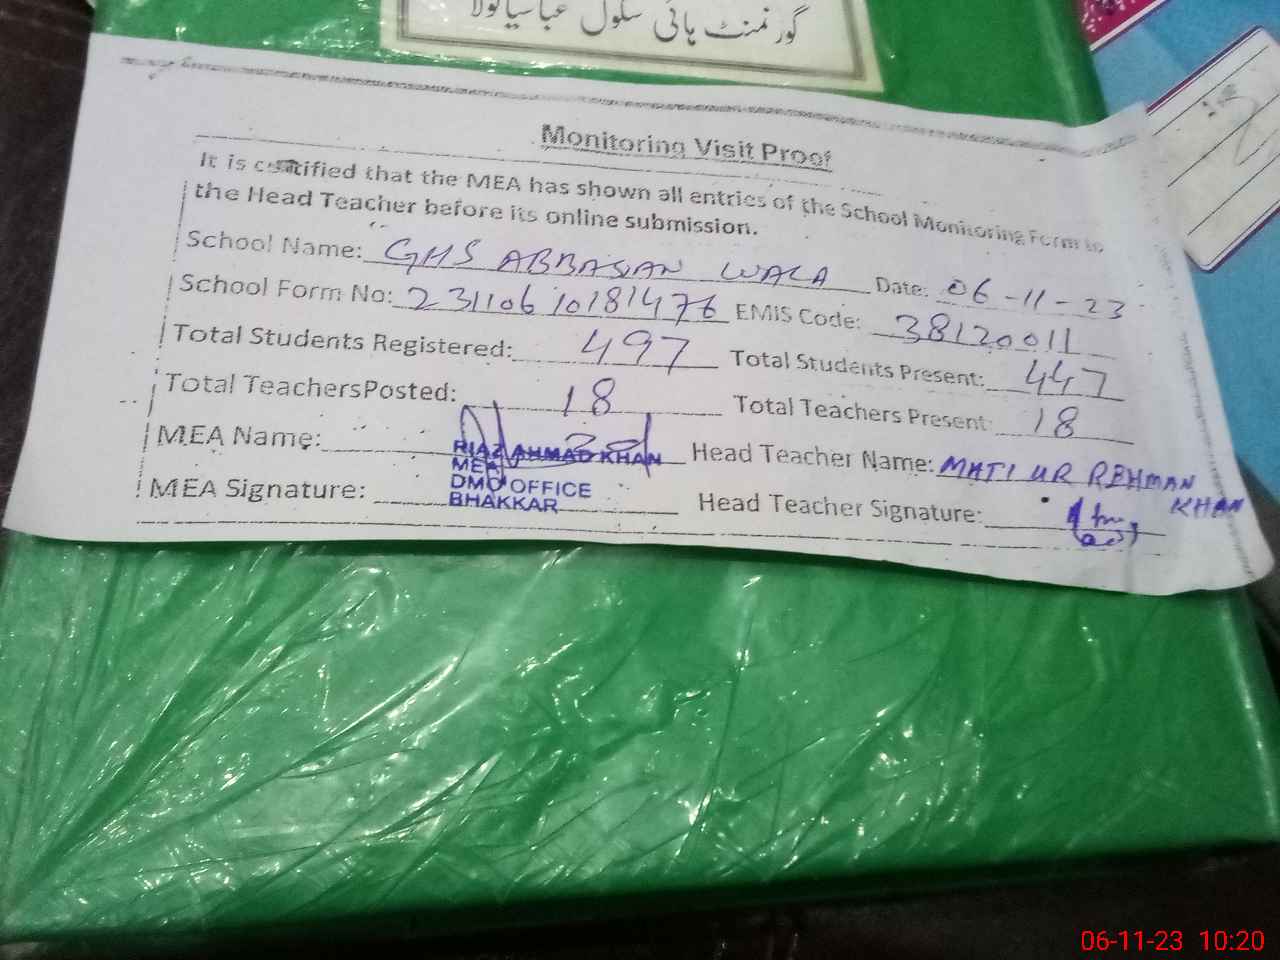 گورنمنٹ ہائی سکول عباسیانوالا
Monitoring Visit Proof
It is certified that the MEA has shown all entries of the School Monitoring Form to
the Head Teacher before its online submission.
School Name: GHS ABBASIAN WALA Date: 06-11-23
School Form No: 23110610181476 EMIS Code: 38120011
Total Students Registered: 497 Total Students Present: 447
Total TeachersPosted: 18 Total Teachers Present: 18
MEA Name: RIAZ AHMAD KHAN Head Teacher Name: MATI UR REHMAN KHAN
MEA
DMO OFFICE
MEA Signature: BHAKKAR Head Teacher Signature:
06-11-23 10:20